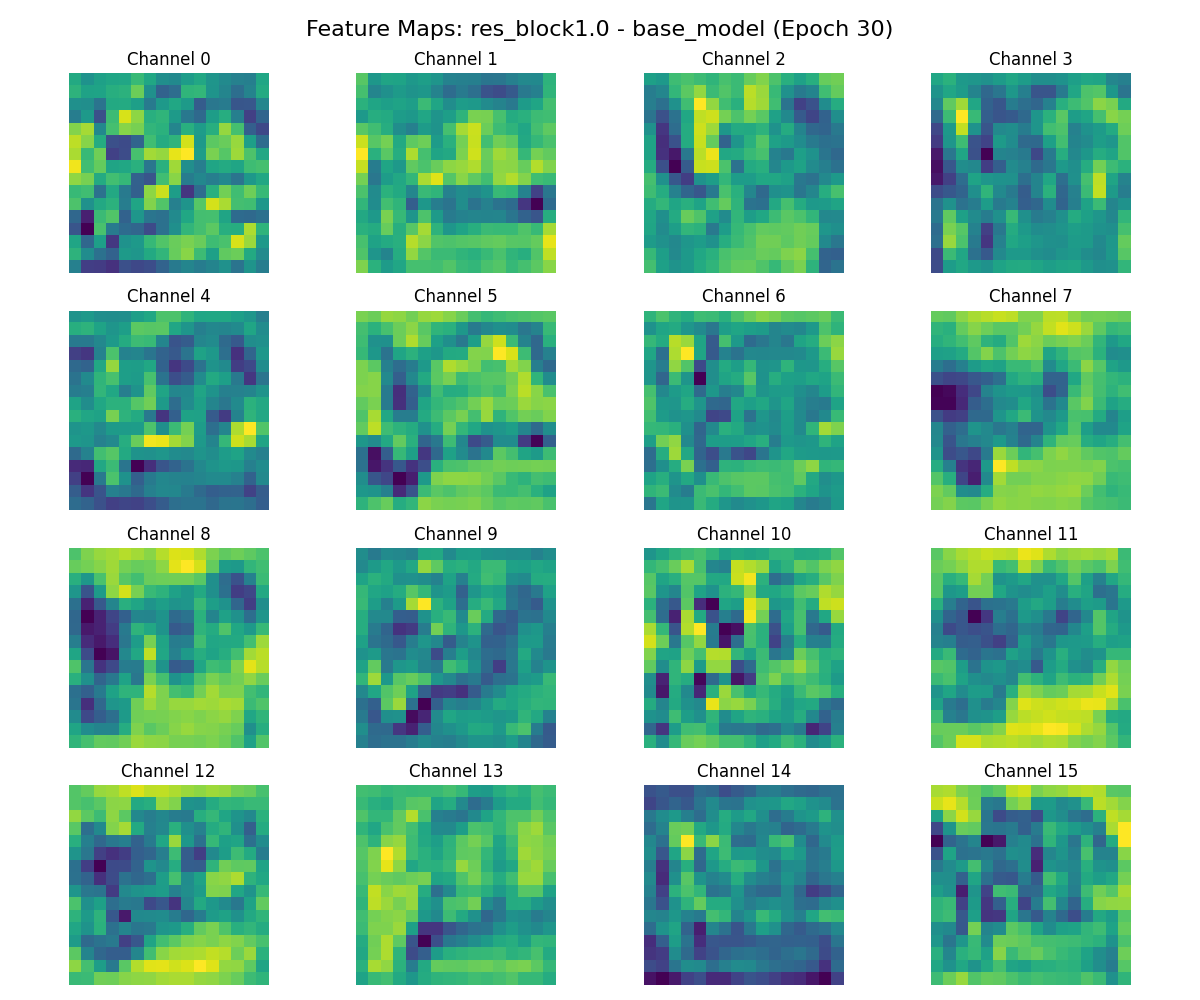 Feature Maps: res_block1.0 - base_model (Epoch 30)
Channel 0 Channel 1 Channel 2 Channel 3
Channel 4 Channel 5 Channel 6 Channel 7
Channel 8 Channel 9 Channel 10 Channel 11
Channel 12 Channel 13 Channel 14 Channel 15